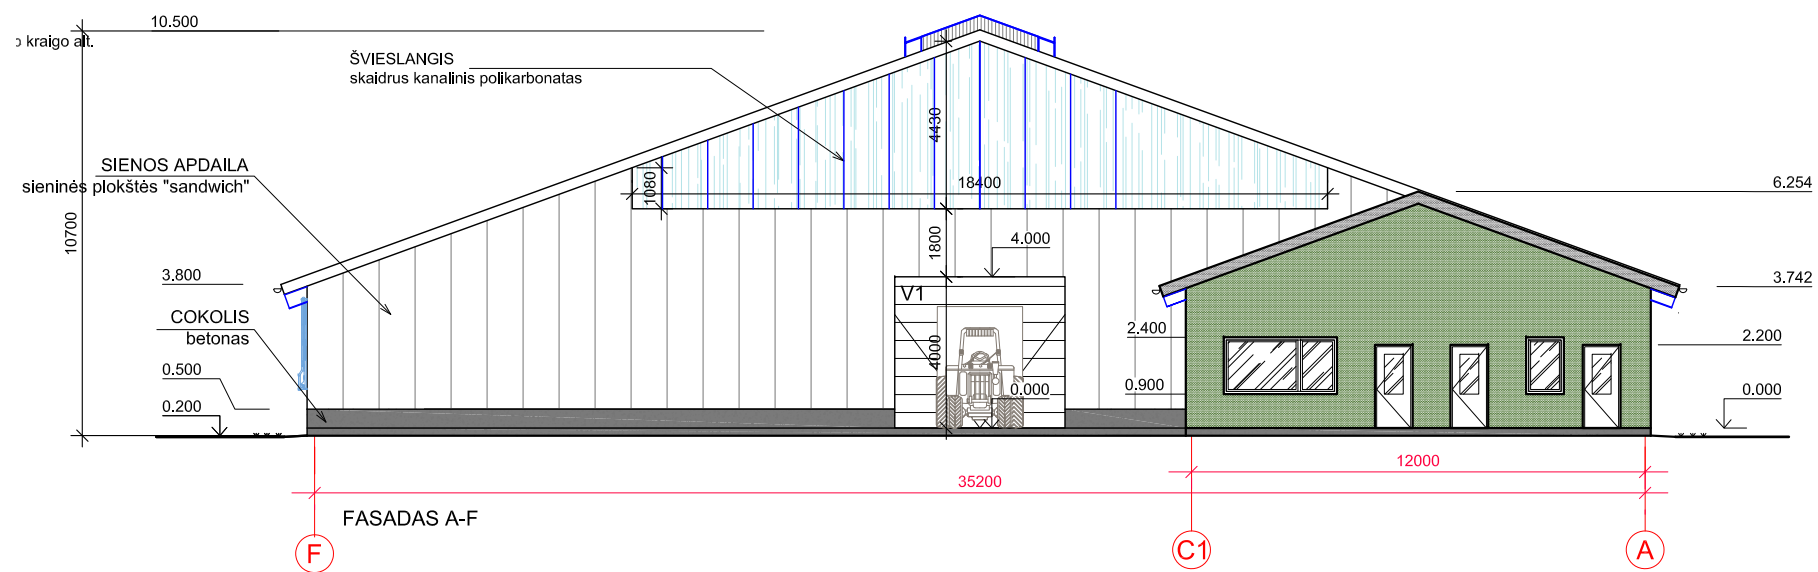 10.500
kraigo alt.
ŠVIESLANGIS
skaidrus kanalinis polikarbonatas
4430
SIENOS APDAILA
sieninės plokštės "sandwich"
1080
18400
6.254
10700
1800
4.000
3.800
3.742
V1
COKOLIS
betonas
4000
2.400
2.200
0.500
0.900
0.000
0.000
0.200
12000
35200
FASADAS A-F
F
C1
A